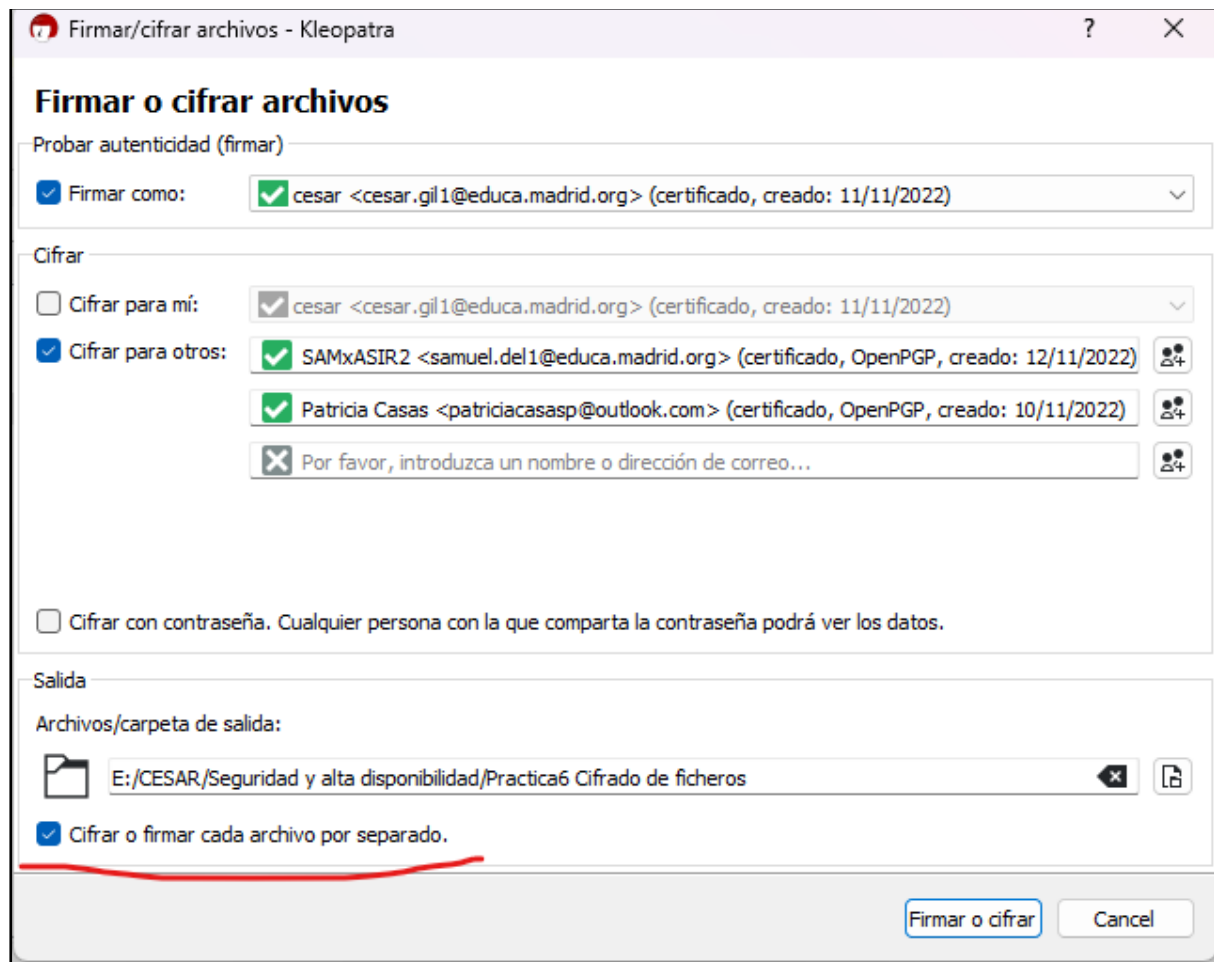 Firmar/cifrar archivos - Kleopatra ?
Firmar o cifrar archivos
Probar autenticidad (firmar)
Firmar como: cesar <cesar.gil1@educa.madrid.org> (certificado, creado: 11/11/2022)
Cifrar
Cifrar para mí: cesar <cesar.gil1@educa.madrid.org> (certificado, creado: 11/11/2022)
Cifrar para otros: SAMxASIR2 <samuel.del1@educa.madrid.org> (certificado, OpenPGP, creado: 12/11/2022)
Patricia Casas <patriciacasasp@outlook.com> (certificado, OpenPGP, creado: 10/11/2022)
Por favor, introduzca un nombre o dirección de correo...
Cifrar con contraseña. Cualquier persona con la que comparta la contraseña podrá ver los datos.
Salida
Archivos/carpeta de salida:
E:/CESAR/Seguridad y alta disponibilidad/Practica6 Cifrado de ficheros
Cifrar o firmar cada archivo por separado.
Firmar o cifrar Cancel